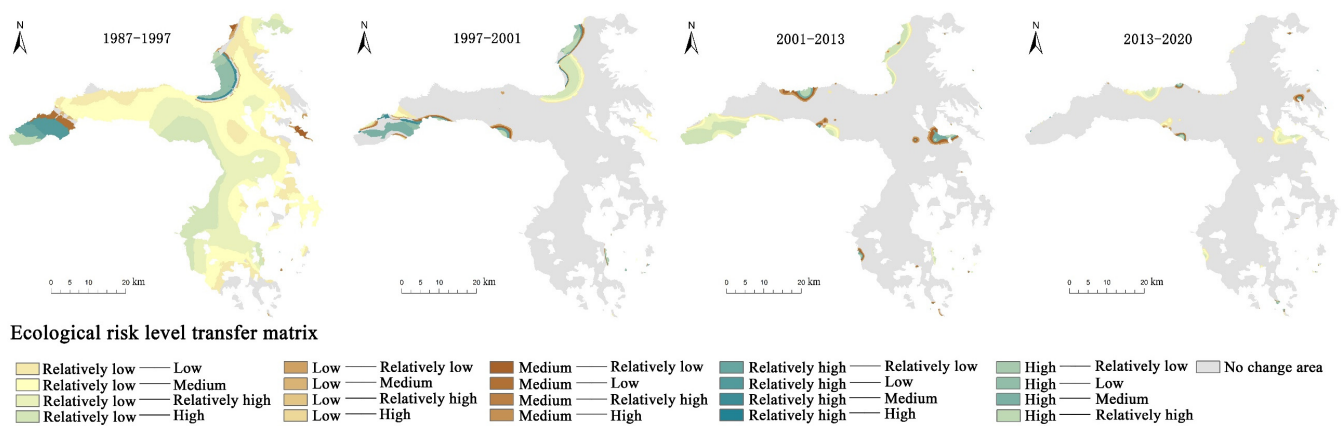 N N N N
1987-1997 1997-2001 2001-2013 2013-2020
0 5 10 20 km 0 5 10 20 km 0 5 10 20 km 0 5 10 20 km
Ecological risk level transfer matrix
Relatively low — Low Low — Relatively low Medium — Relatively low Relatively high — Relatively low High — Relatively low No change area
Relatively low — Medium Low — Medium Medium — Low Relatively high — Low High — Low
Relatively low — Relatively high Low — Relatively high Medium — Relatively high Relatively high — Medium High — Medium
Relatively low — High Low — High Medium — High Relatively high — High High — Relatively high